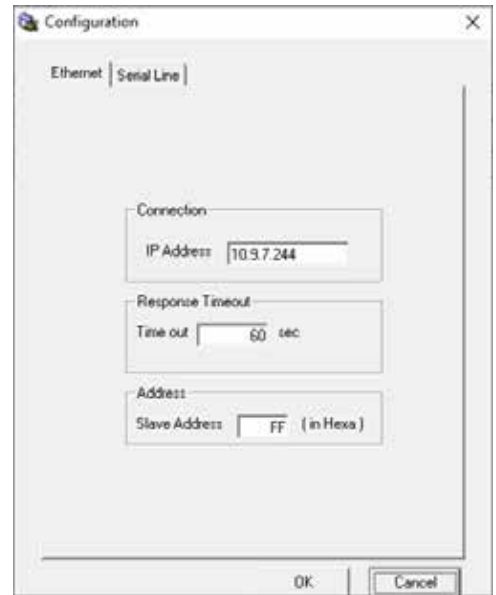 Configuration
Ethernet Serial Line
Connection
IP Address 10.9.7.244
Response Timeout
Time out 60 sec
Address
Slave Address FF ( in Hexa )
OK Cancel